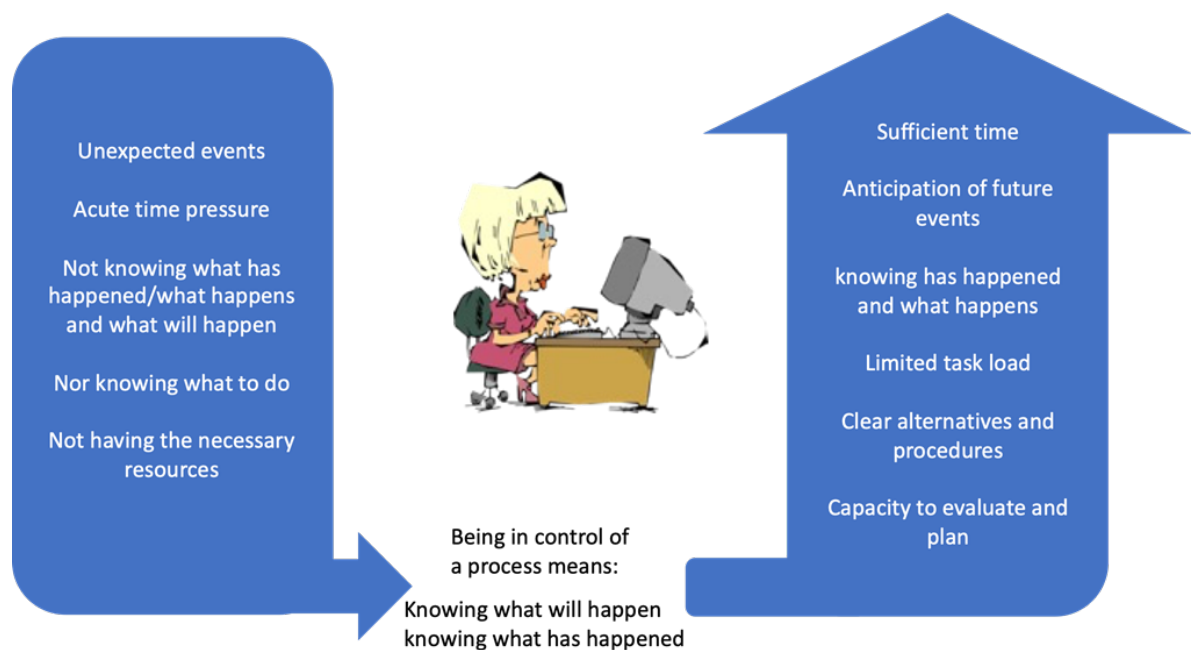 Unexpected events
Acute time pressure
Not knowing what has
happened/what happens
and what will happen
Nor knowing what to do
Not having the necessary
resources
Being in control of
a process means:
Knowing what will happen
knowing what has happened
Sufficient time
Anticipation of future
events
knowing has happened
and what happens
Limited task load
Clear alternatives and
procedures
Capacity to evaluate and
plan